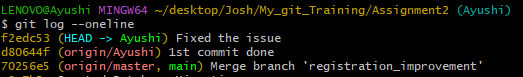 LENOVO@Ayushi MINGW64 ~/desktop/Josh/My_git_Training/Assignment2 (Ayushi)
$ git log --oneline
f2edc53 (HEAD -> Ayushi) Fixed the issue
d80644f (origin/Ayushi) 1st commit done
70256e5 (origin/master, main) Merge branch 'registration_improvement'